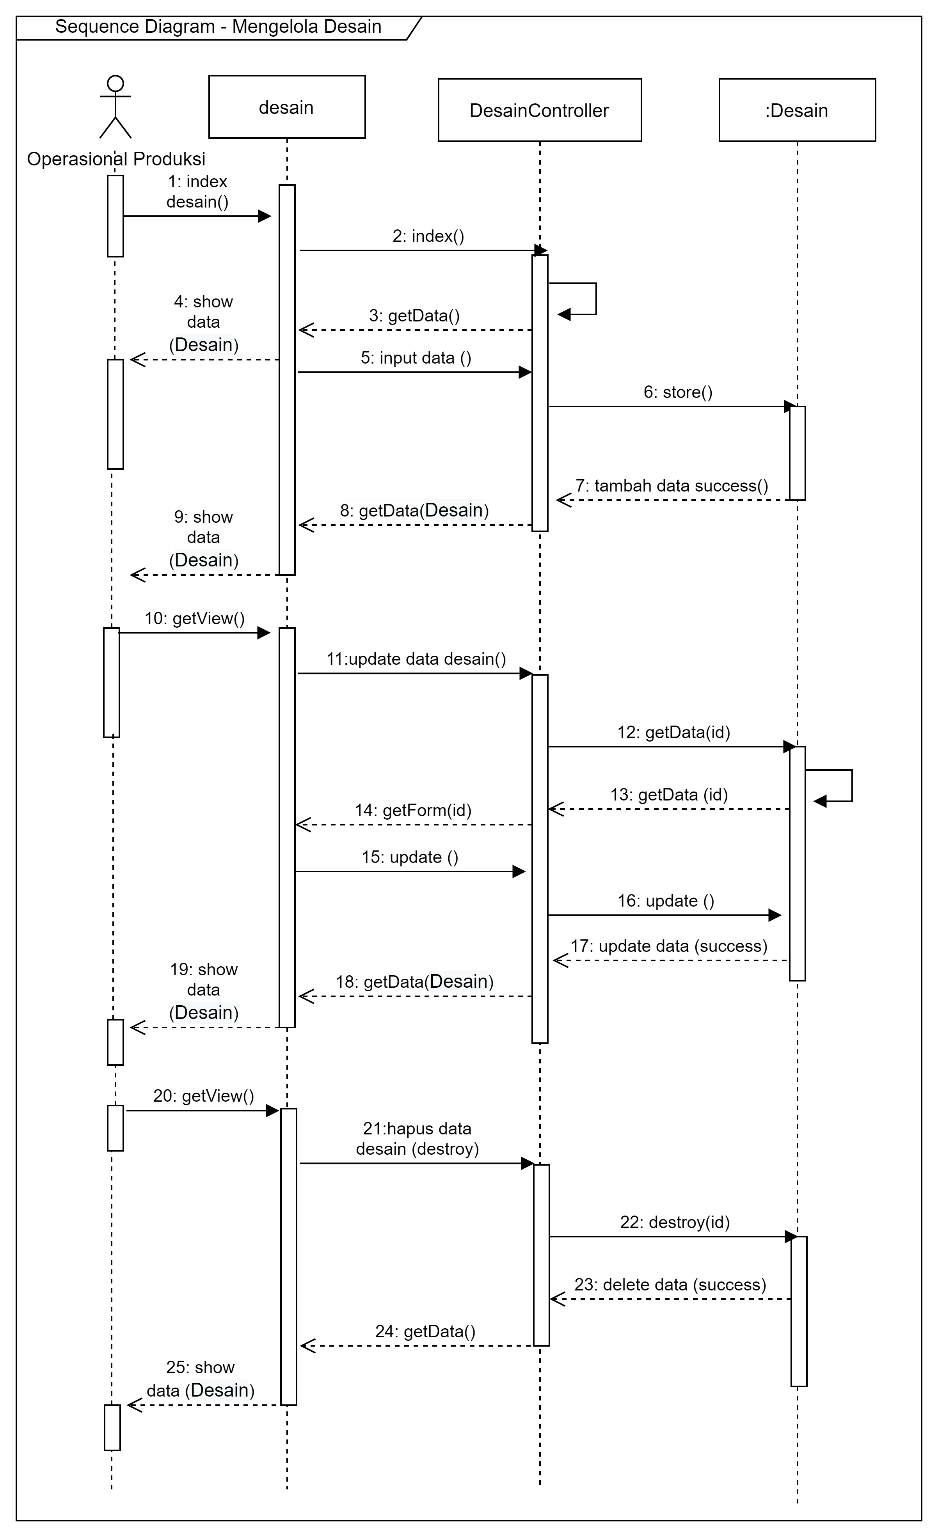 Sequence Diagram - Mengelola Desain
desain
DesainController
:Desain
Operasional Produksi
1: index
desain()
2: index()
4: show
data
(Desain)
3: getData()
5: input data ()
6: store()
7: tambah data success()
8: getData(Desain)
9: show
data
(Desain)
10: getView()
11:update data desain()
12: getData(id)
13: getData (id)
14: getForm(id)
15: update ()
16: update ()
17: update data (success)
18: getData(Desain)
19: show
data
(Desain)
20: getView()
21:hapus data
desain (destroy)
22: destroy(id)
23: delete data (success)
24: getData()
25: show
data (Desain)